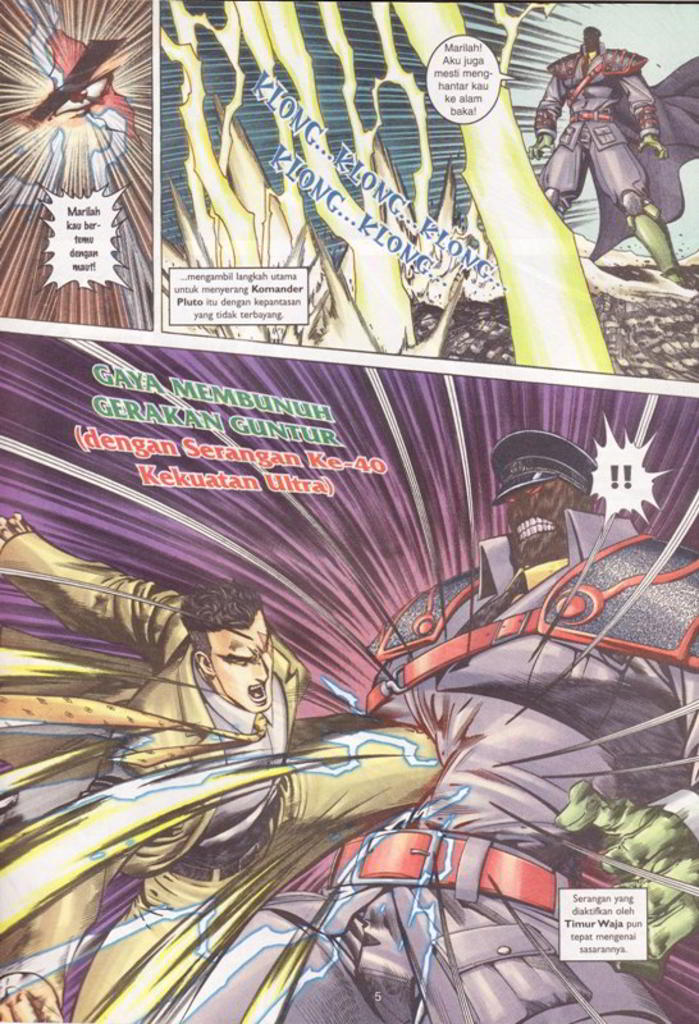 Marilah
kau ber-
temu
dengan
maut!
KLONG...KLONG...KLONG...
KLONG...KLONG...
Marilah!
Aku juga
mesti meng-
hantar kau
ke alam
baka!
...mengambil langkah utama
untuk menyerang Komander
Pluto itu dengan kepantasan
yang tidak terbayang.
GAYA MEMBUNUH
GERAKAN GUNTUR
(dengan Serangan Ke-40
Kekuatan Ultra)
!!
Serangan yang
diaktifkan oleh
Timur Waja pun
tepat mengenai
sasarannya.
5